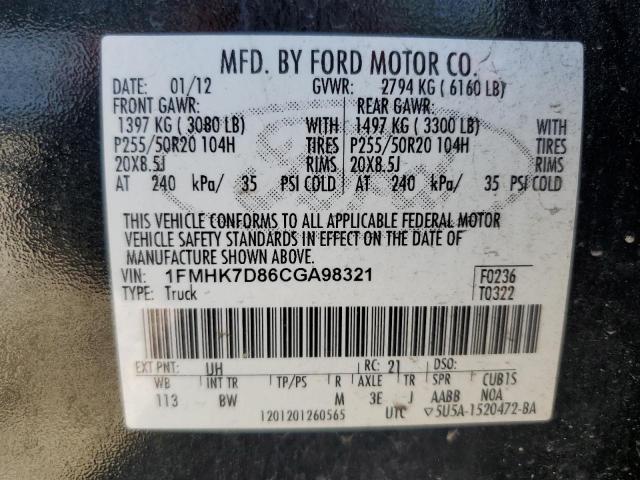 MFD. BY FORD MOTOR CO.
DATE: 01/12 GVWR: 2794 KG ( 6160 LB)
FRONT GAWR: REAR GAWR:
1397 KG ( 3080 LB) WITH 1497 KG ( 3300 LB) WITH
P255/50R20 104H TIRES P255/50R20 104H TIRES
20X8.5J RIMS 20X8.5J RIMS
AT 240 kPa/ 35 PSI COLD AT 240 kPa/ 35 PSI COLD
THIS VEHICLE CONFORMS TO ALL APPLICABLE FEDERAL MOTOR
VEHICLE SAFETY STANDARDS IN EFFECT ON THE DATE OF
MANUFACTURE SHOWN ABOVE.
VIN: 1FMHK7D86CGA98321 F0236
TYPE: Truck T0322
EXT PNT: UH RC: 21 DSO:
WB INT TR TP/PS R AXLE TR SPR CUB1S
113 BW M 3E J AABB N0A
1201201260565 UTC ▽5U5A-1520472-BA